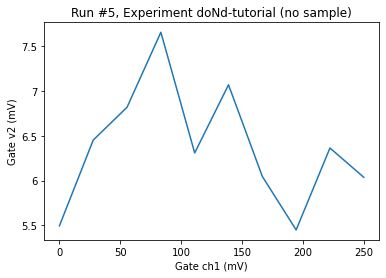 Run #5, Experiment doNd-tutorial (no sample)
7.5
7
6.5
6
5.5
Gate v2 (mV)
0 50 100 150 200 250
Gate ch1 (mV)